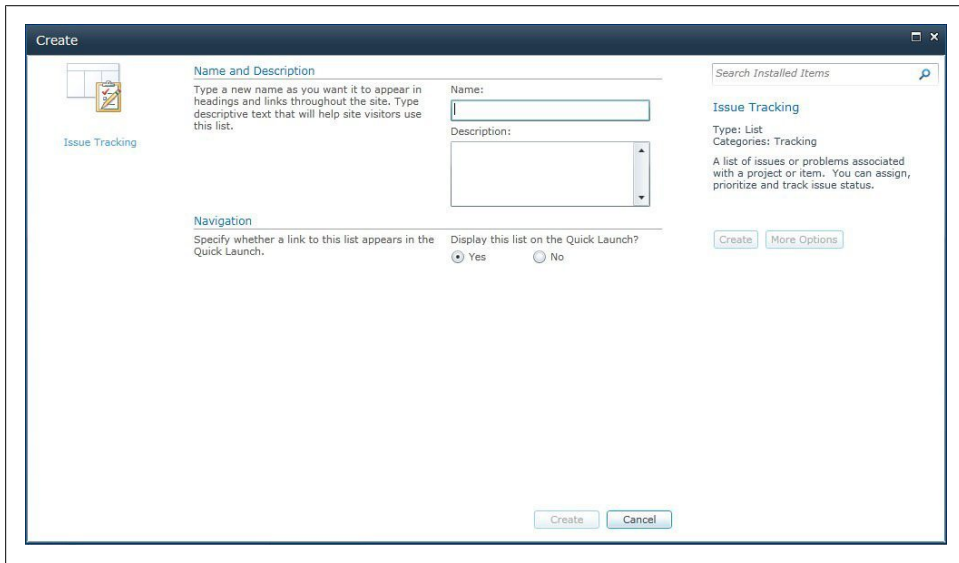 Create
Issue Tracking
Name and Description
Type a new name as you want it to appear in
headings and links throughout the site. Type
descriptive text that will help site visitors use
this list.
Name:
Description:
Navigation
Specify whether a link to this list appears in the
Quick Launch.
Display this list on the Quick Launch?
Yes
No
Create
Cancel
Search Installed Items
Issue Tracking
Type: List
Categories: Tracking
A list of issues or problems associated
with a project or item. You can assign,
prioritize and track issue status.
Create
More Options